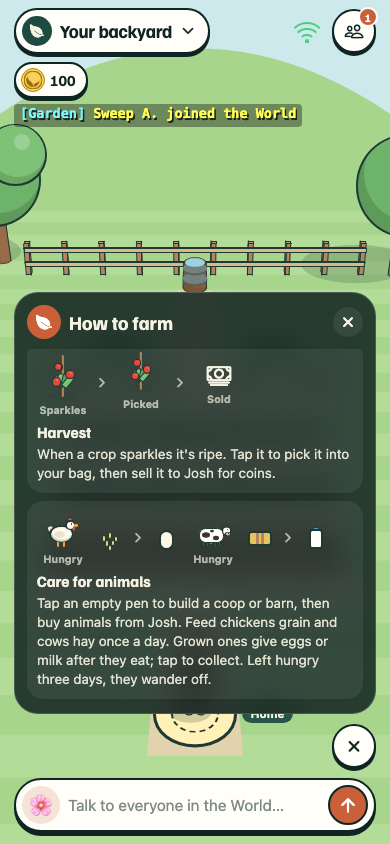 Your backyard
1
100
[Garden] Sweep A. joined the World
How to farm
Sparkles
Picked
Sold
Harvest
When a crop sparkles it's ripe. Tap it to pick it into
your bag, then sell it to Josh for coins.
Hungry
Hungry
Care for animals
Tap an empty pen to build a coop or barn, then
buy animals from Josh. Feed chickens grain and
cows hay once a day. Grown ones give eggs or
milk after they eat; tap to collect. Left hungry
three days, they wander off.
Home
Talk to everyone in the World...